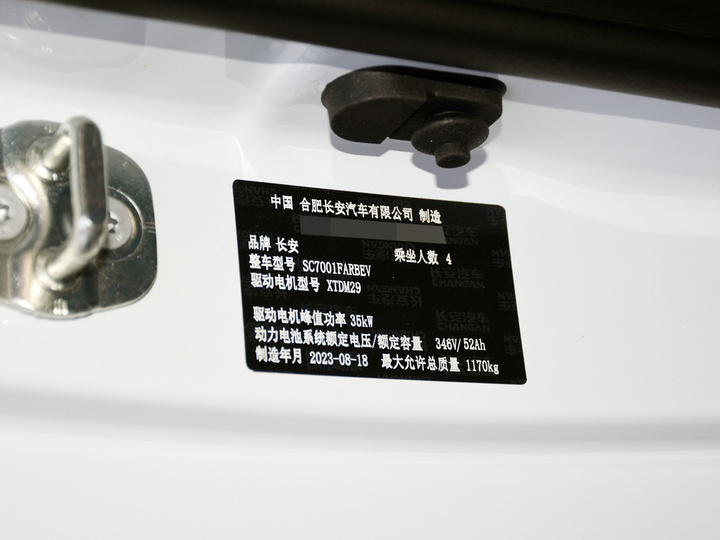 中国 合肥长安汽车有限公司 制造
品牌 长安 乘坐人数 4
整车型号 SC7001FARBEV
驱动电机型号 XTDM29
驱动电机峰值功率 35kW
动力电池系统额定电压/额定容量 346V/52Ah
制造年月 2023-08-18 最大允许总质量 1170kg